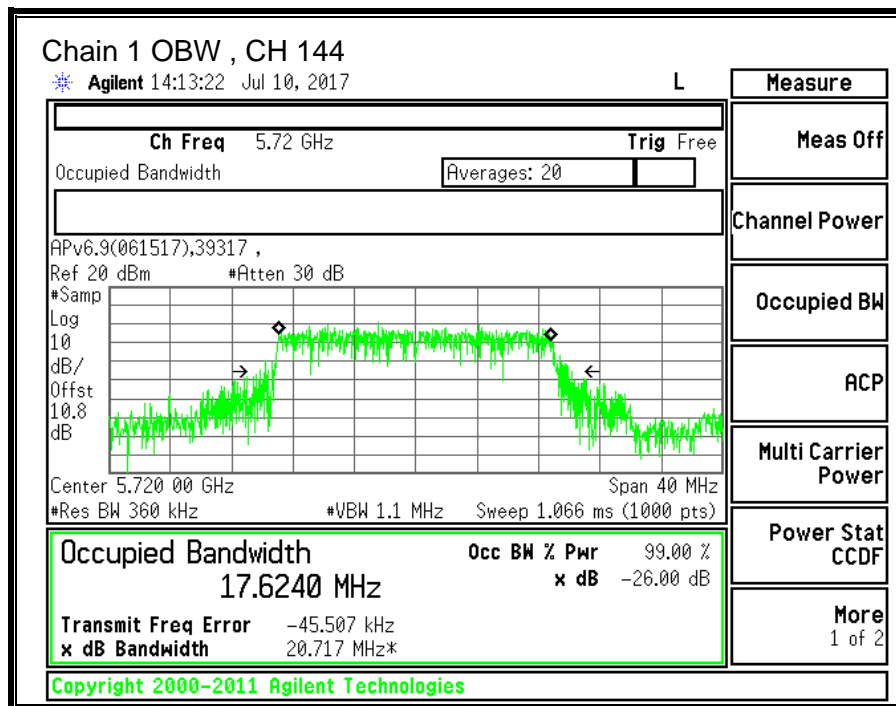 Chain 1 OBW , CH 144
Agilent 14:13:22 Jul 10, 2017 L
Measure
Ch Freq 5.72 GHz Trig Free
Occupied Bandwidth Averages: 20
APv6.9(061517),39317 ,
Ref 20 dBm #Atten 30 dB
#Samp
Log
10
dB/
Offst
10.8
dB
Center 5.720 00 GHz Span 40 MHz
#Res BW 360 kHz #VBW 1.1 MHz Sweep 1.066 ms (1000 pts)
Occupied Bandwidth Occ BW % Pwr 99.00 %
17.6240 MHz x dB -26.00 dB
Transmit Freq Error -45.507 kHz
x dB Bandwidth 20.717 MHz*
Copyright 2000-2011 Agilent Technologies
Meas Off
Channel Power
Occupied BW
ACP
Multi Carrier
Power
Power Stat
CCDF
More
1 of 2